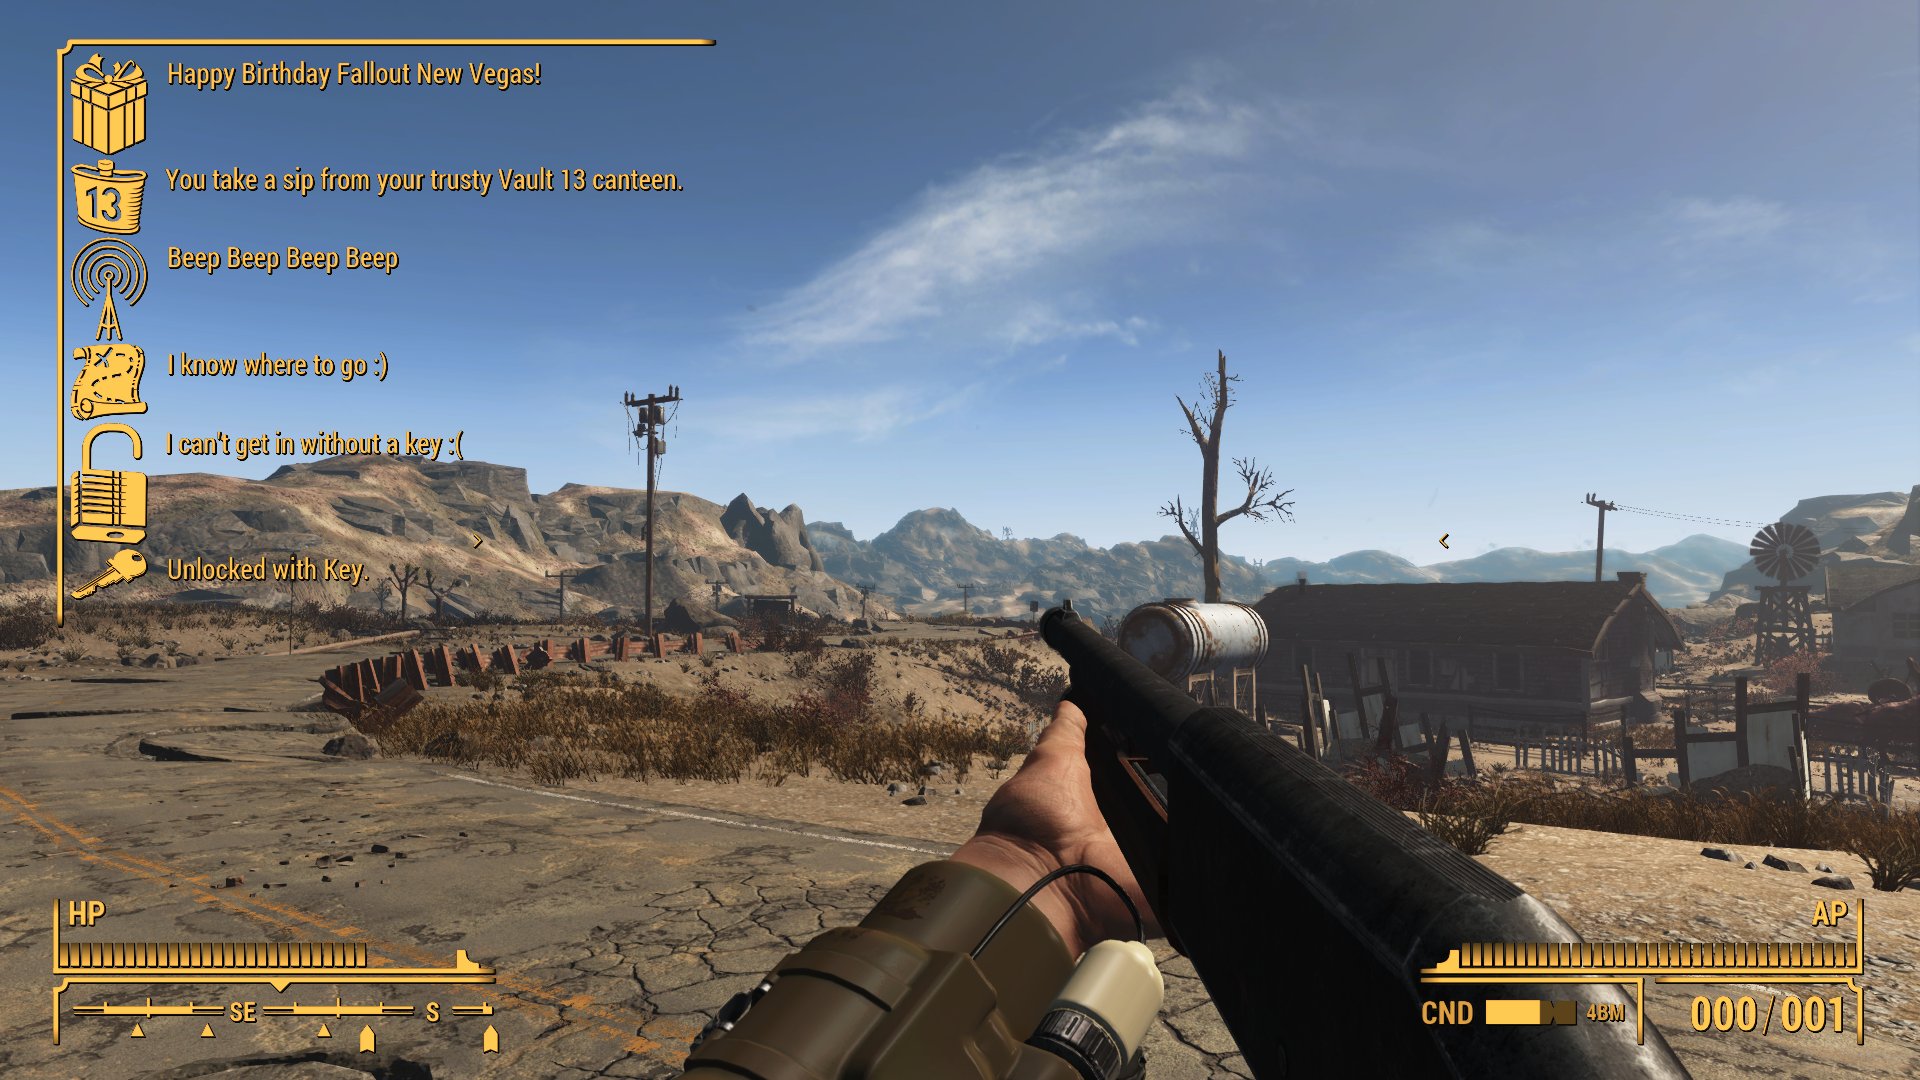 Happy Birthday Fallout New Vegas!
13
You take a sip from your trusty Vault 13 canteen.
Beep Beep Beep Beep
I know where to go :)
I can't get in without a key :(
Unlocked with Key.
HP
SE
S
AP
CND
4BM
000/001